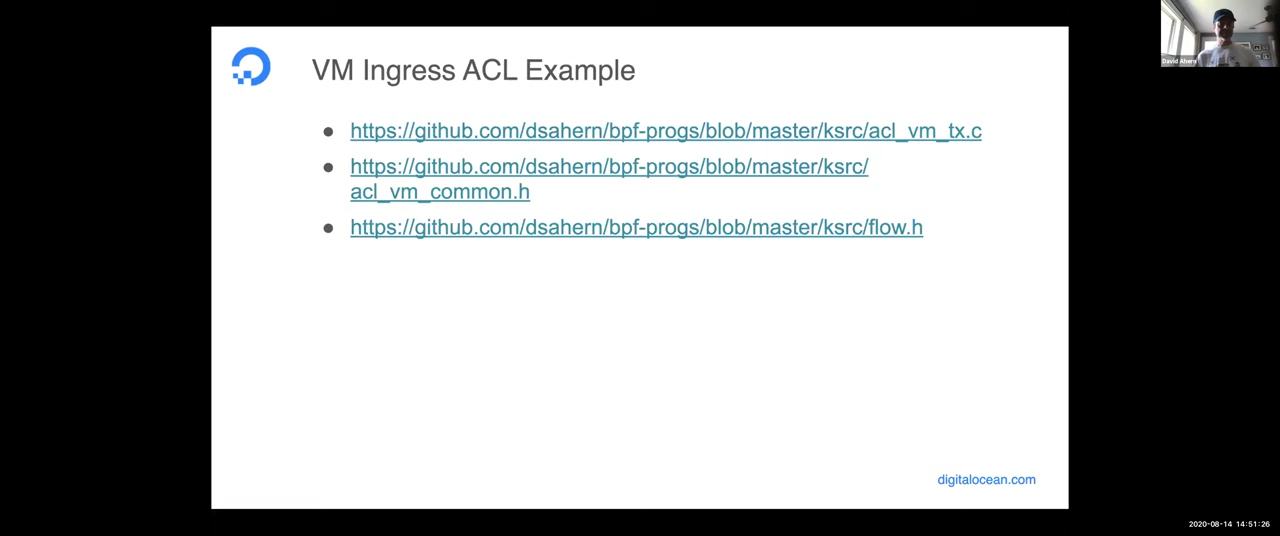 VM Ingress ACL Example
https://github.com/dsahern/bpf-progs/blob/master/ksrc/acl_vm_tx.c
https://github.com/dsahern/bpf-progs/blob/master/ksrc/
acl_vm_common.h
https://github.com/dsahern/bpf-progs/blob/master/ksrc/flow.h
digitalocean.com
David Ahern
2020-08-14 14:51:26